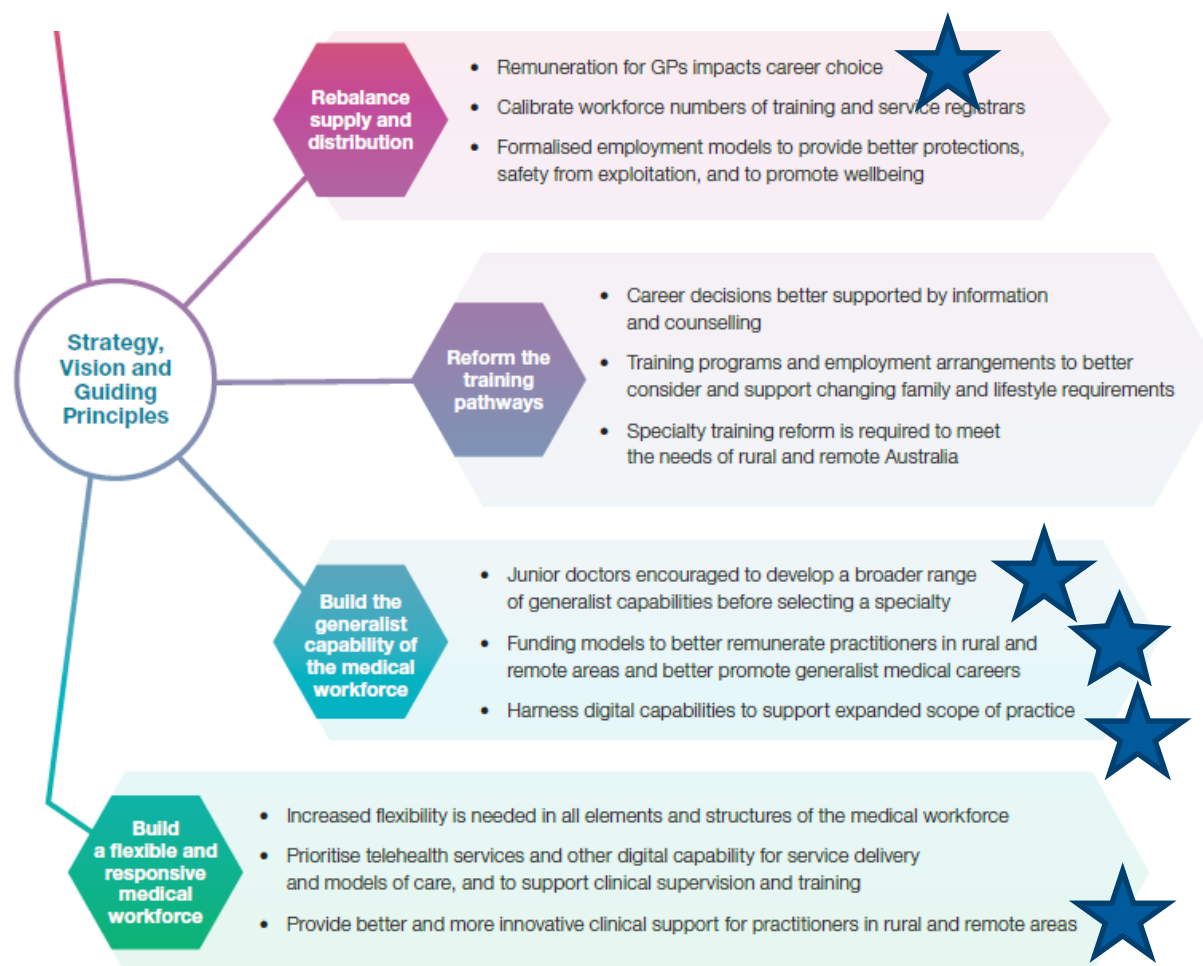 Rebalance
supply and
distribution
• Remuneration for GPs impacts career choice
• Calibrate workforce numbers of training and service registrars
• Formalised employment models to provide better protections,
safety from exploitation, and to promote wellbeing
Strategy,
Vision and
Guiding
Principles
Reform the
training
pathways
• Career decisions better supported by information
and counselling
• Training programs and employment arrangements to better
consider and support changing family and lifestyle requirements
• Specialty training reform is required to meet
the needs of rural and remote Australia
Build the
generalist
capability of
the medical
workforce
• Junior doctors encouraged to develop a broader range
of generalist capabilities before selecting a specialty
• Funding models to better remunerate practitioners in rural and
remote areas and better promote generalist medical careers
• Harness digital capabilities to support expanded scope of practice
Build
a flexible and
responsive
medical
workforce
• Increased flexibility is needed in all elements and structures of the medical workforce
• Prioritise telehealth services and other digital capability for service delivery
and models of care, and to support clinical supervision and training
• Provide better and more innovative clinical support for practitioners in rural and remote areas